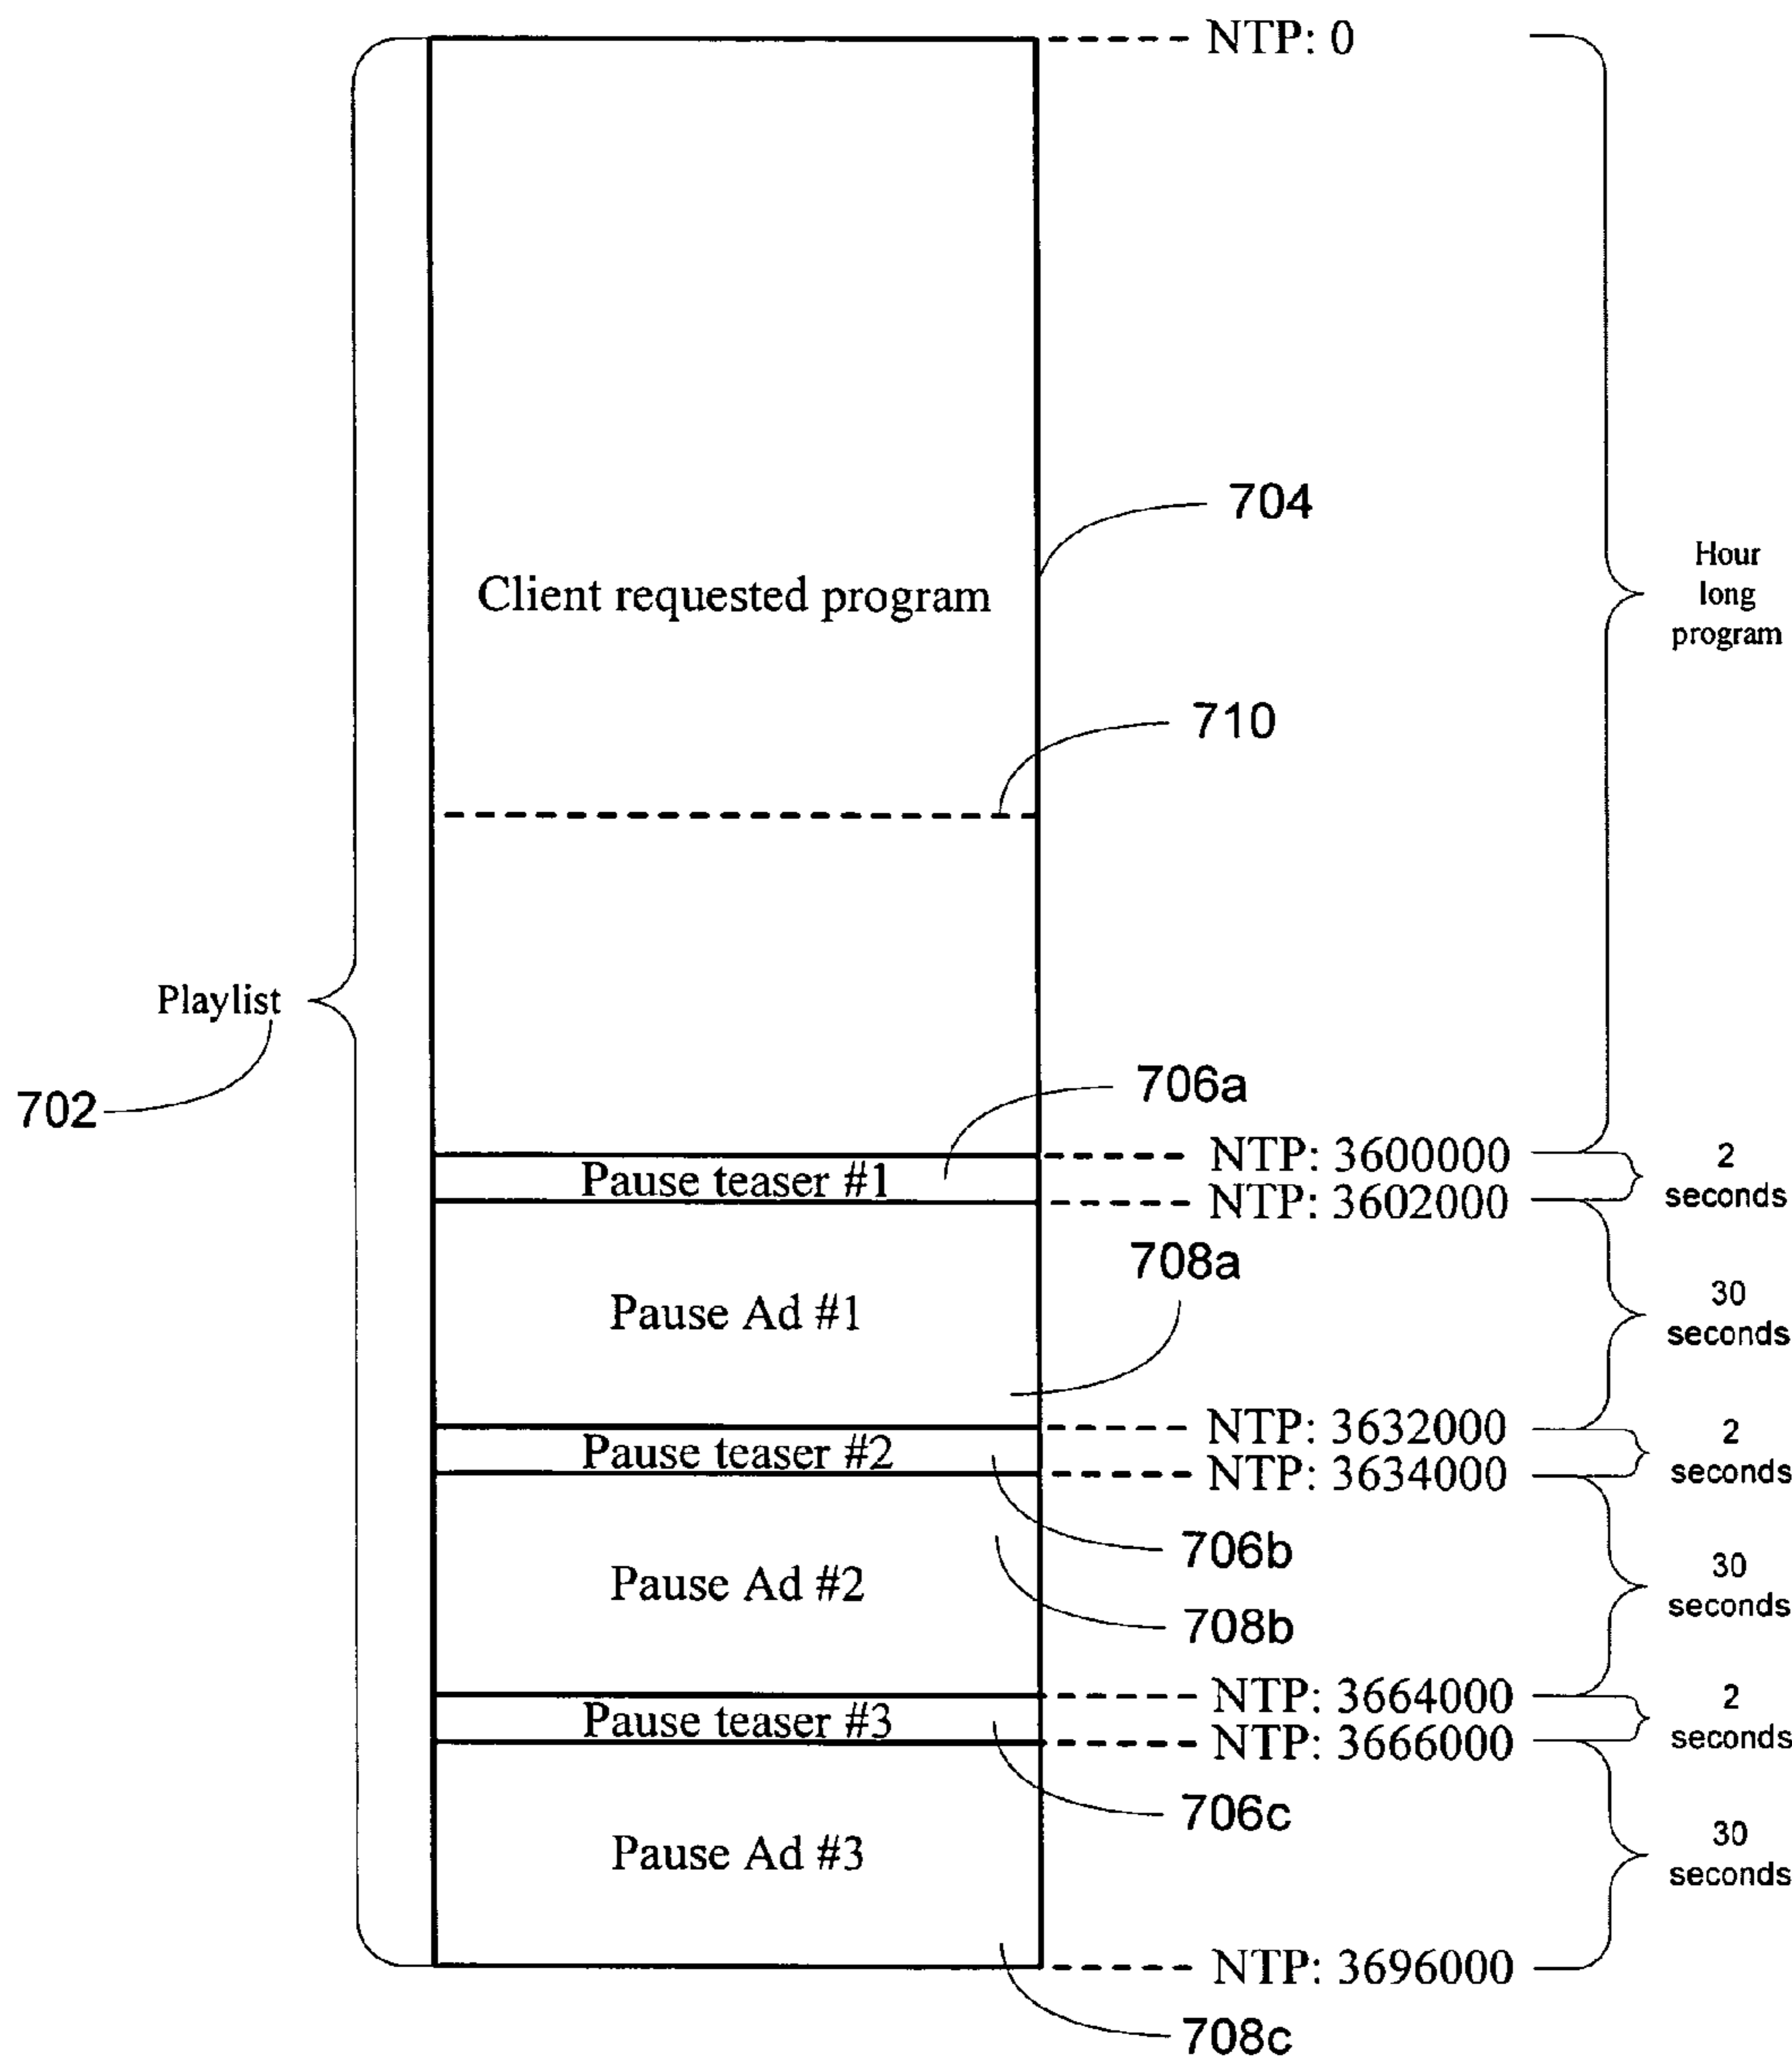 NTP: 0
704
Hour
long
program
Client requested program
710
Playlist
702
706a
NTP: 3600000
2
seconds
Pause teaser #1
NTP: 3602000
708a
Pause Ad #1
30
seconds
NTP: 3632000
2
seconds
Pause teaser #2
NTP: 3634000
706b
Pause Ad #2
30
seconds
708b
NTP: 3664000
2
seconds
Pause teaser #3
NTP: 3666000
706c
Pause Ad #3
30
seconds
NTP: 3696000
708c